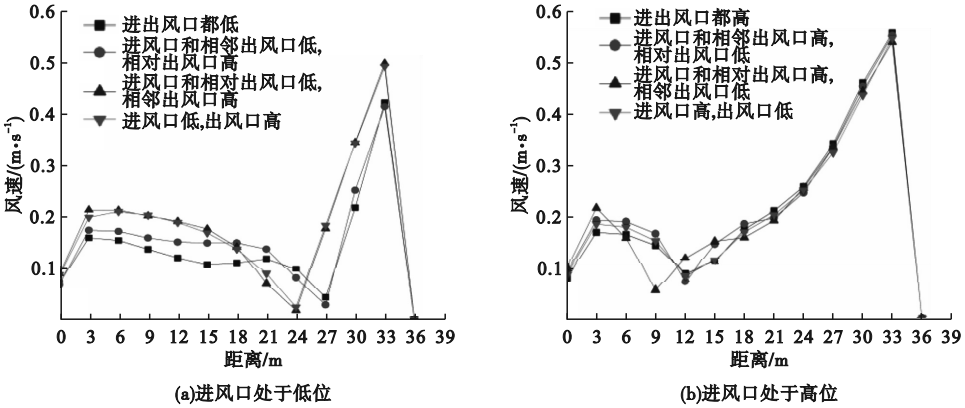 0.6
0.5
0.4
0.3
0.2
0.1
风速/(m·s⁻¹)
进出风口都低
进风口和相邻出风口低,
相对出风口高
进风口和相对出风口低,
相邻出风口高
进风口低,出风口高
0 3 6 9 12 15 18 21 24 27 30 33 36 39
距离/m
(a)进风口处于低位
0.6
0.5
0.4
0.3
0.2
0.1
风速/(m·s⁻¹)
进出风口都高
进风口和相邻出风口高,
相对出风口低
进风口和相对出风口高,
相邻出风口低
进风口高,出风口低
0 3 6 9 12 15 18 21 24 27 30 33 36 39
距离/m
(b)进风口处于高位